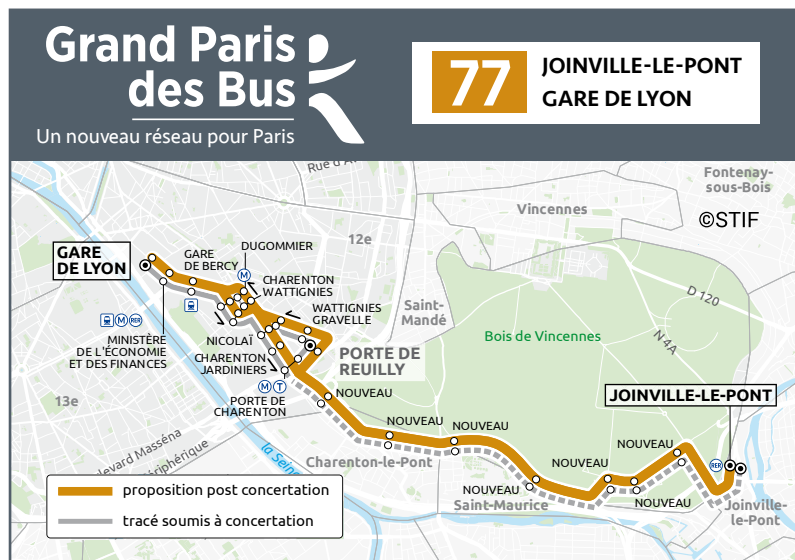 Grand Paris
des Bus
Un nouveau réseau pour Paris
77
JOINVILLE-LE-PONT
GARE DE LYON
Fontenay-
sous-Bois
Vincennes
©STIF
12e
DUGOMMIER
M
GARE
DE BERCY
GARE
DE LYON
CHARENTON
WATTIGNIES
D 120
Saint-
Mandé
WATTIGNIES
GRAVELLE
M RER
MINISTÈRE
DE L'ÉCONOMIE
ET DES FINANCES
NICOLAÏ
Bois de Vincennes
N 4A
CHARENTON
JARDINIERS
PORTE DE
REUILLY
M T
PORTE DE
CHARENTON
13e
NOUVEAU
JOINVILLE-LE-PONT
NOUVEAU
NOUVEAU
NOUVEAU
Masséna
périphérique
la Seine
Charenton-le-Pont
NOUVEAU
RER
NOUVEAU
NOUVEAU
Saint-Maurice
Joinville-
le-Pont
proposition post concertation
tracé soumis à concertation